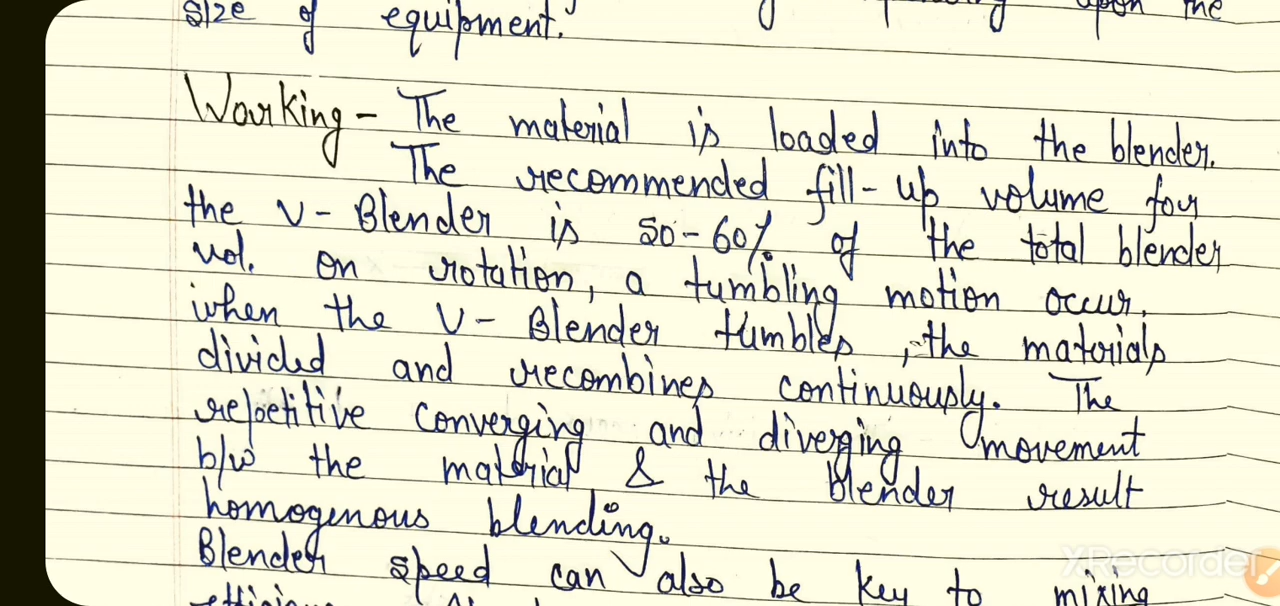 size of equipment. upon the
Working - The material is loaded into the blender.
The recommended fill-up volume for
the V-Blender is 50-60% of the total blender
vol. on rotation, a tumbling motion occur.
when the V-Blender tumbles, the materials
divided and recombines continuously. The
repetitive converging and diverging movement
b/w the material & the Blender result
homogenous blending.
Blender speed can also be key to mixing
XRecorder